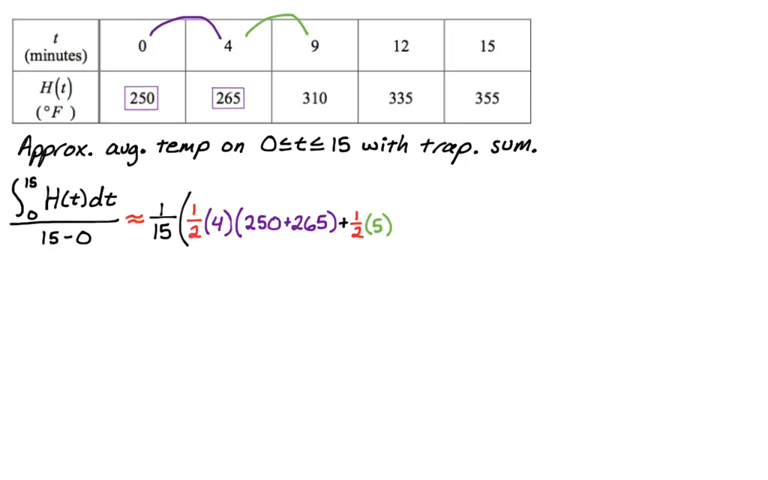 t (minutes) 0 4 9 12 15
H(t) (°F ) 250 265 310 335 355
Approx. avg. temp on 0≤t≤15 with trap. sum.
∫₀¹⁵ H(t)dt / 15-0 ≈ 1/15 (1/2(4)(250+265)+1/2(5)